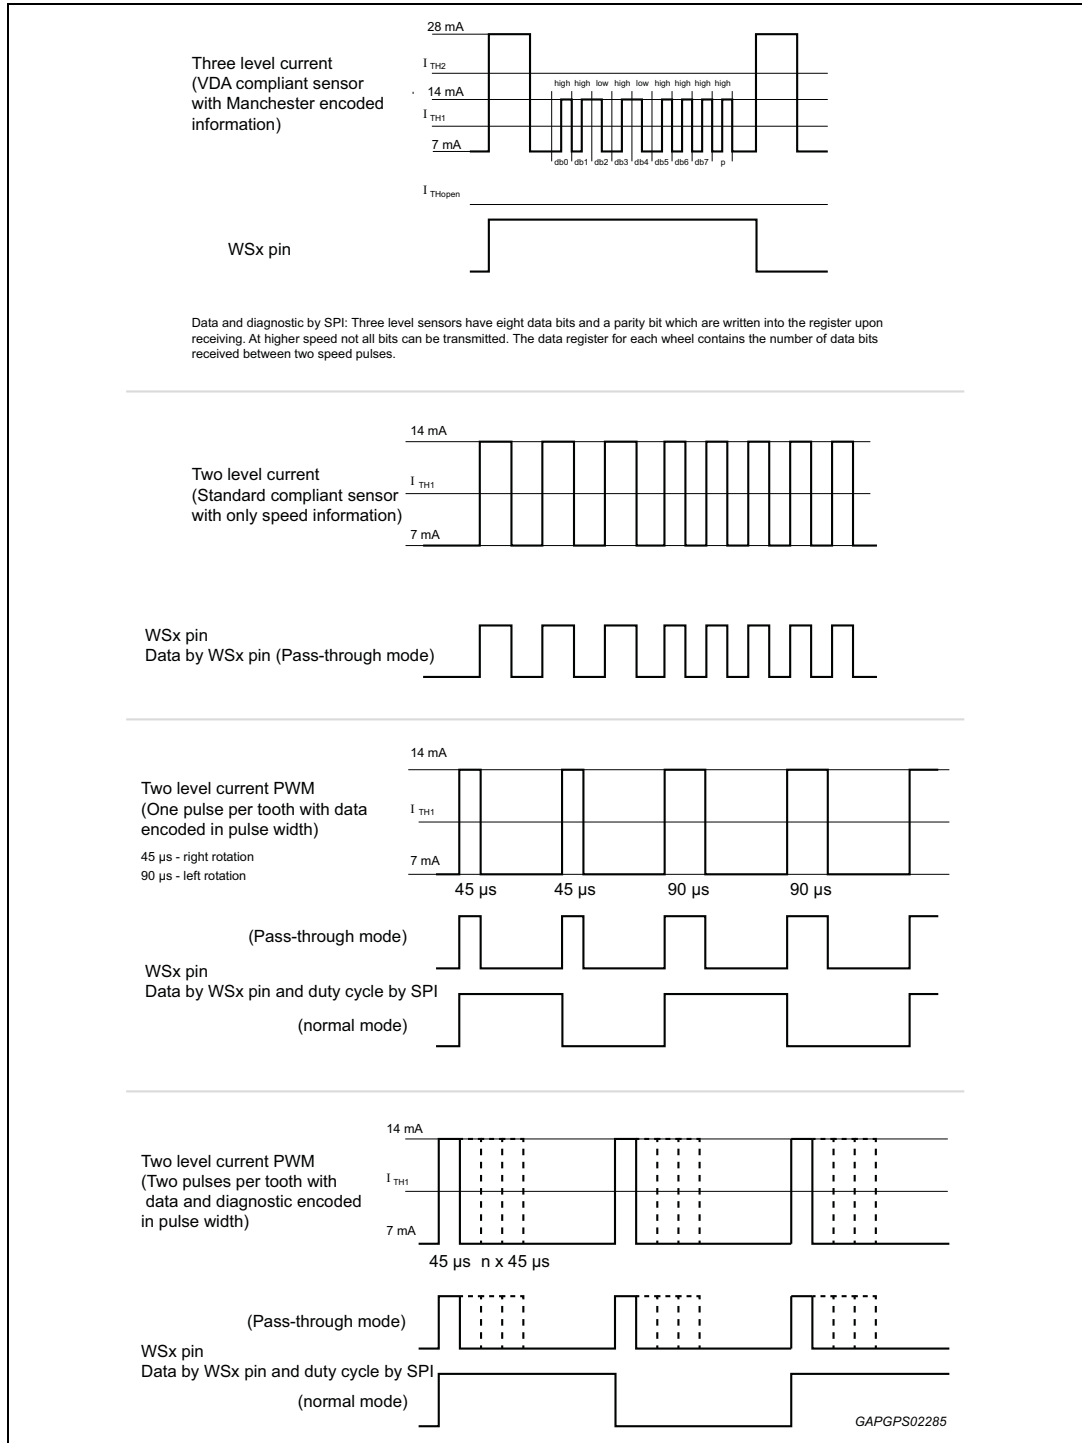 28 mA
Three level current
(VDA compliant sensor
with Manchester encoded
information)
I TH2
high high low high low high high high high
14 mA
I TH1
7 mA
db0 db1 db2 db3 db4 db5 db6 db7 p
I THopen
WSx pin
Data and diagnostic by SPI: Three level sensors have eight data bits and a parity bit which are written into the register upon
receiving. At higher speed not all bits can be transmitted. The data register for each wheel contains the number of data bits
received between two speed pulses.
14 mA
Two level current
(Standard compliant sensor
with only speed information)
I TH1
7 mA
WSx pin
Data by WSx pin (Pass-through mode)
14 mA
Two level current PWM
(One pulse per tooth with data
encoded in pulse width)
I TH1
45 µs - right rotation
90 µs - left rotation
7 mA
45 µs 45 µs 90 µs 90 µs
(Pass-through mode)
WSx pin
Data by WSx pin and duty cycle by SPI
(normal mode)
14 mA
Two level current PWM
(Two pulses per tooth with
data and diagnostic encoded
in pulse width)
I TH1
7 mA
45 µs n x 45 µs
(Pass-through mode)
WSx pin
Data by WSx pin and duty cycle by SPI
(normal mode)
GAPGPS02285